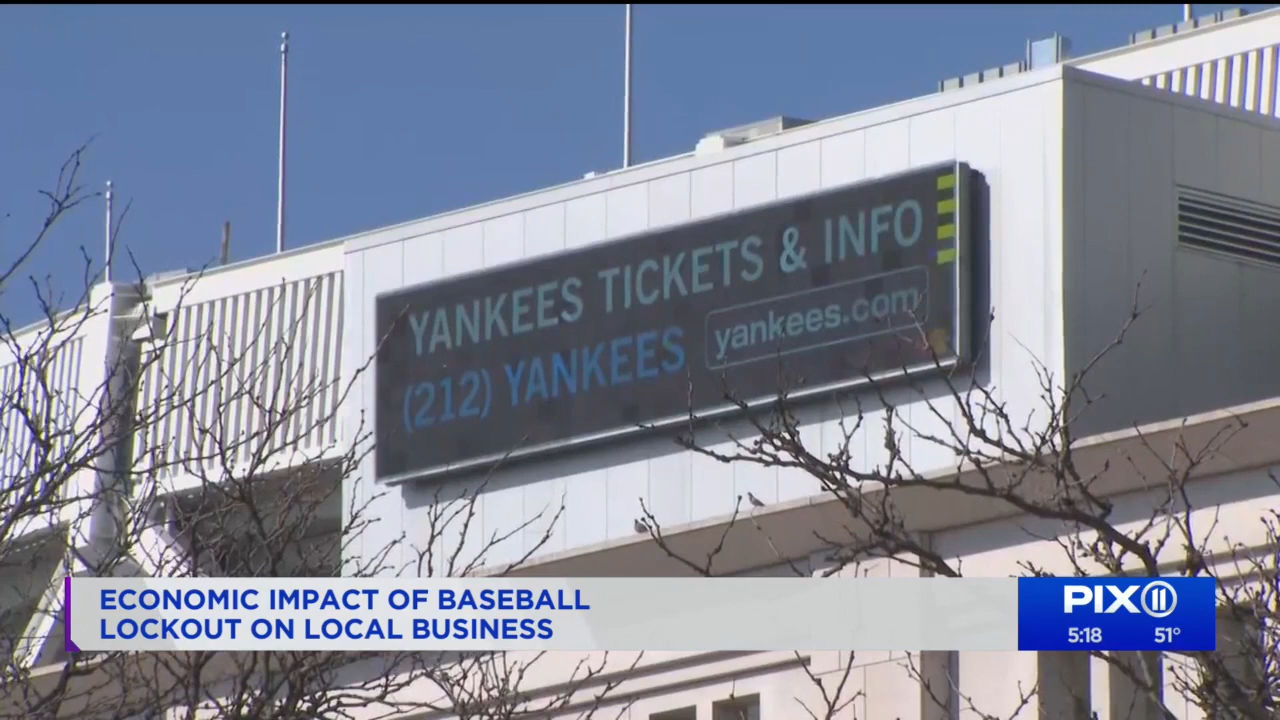 YANKEES TICKETS & INFO
(212) YANKEES
yankees.com
ECONOMIC IMPACT OF BASEBALL
LOCKOUT ON LOCAL BUSINESS
PIX11
5:18 51°